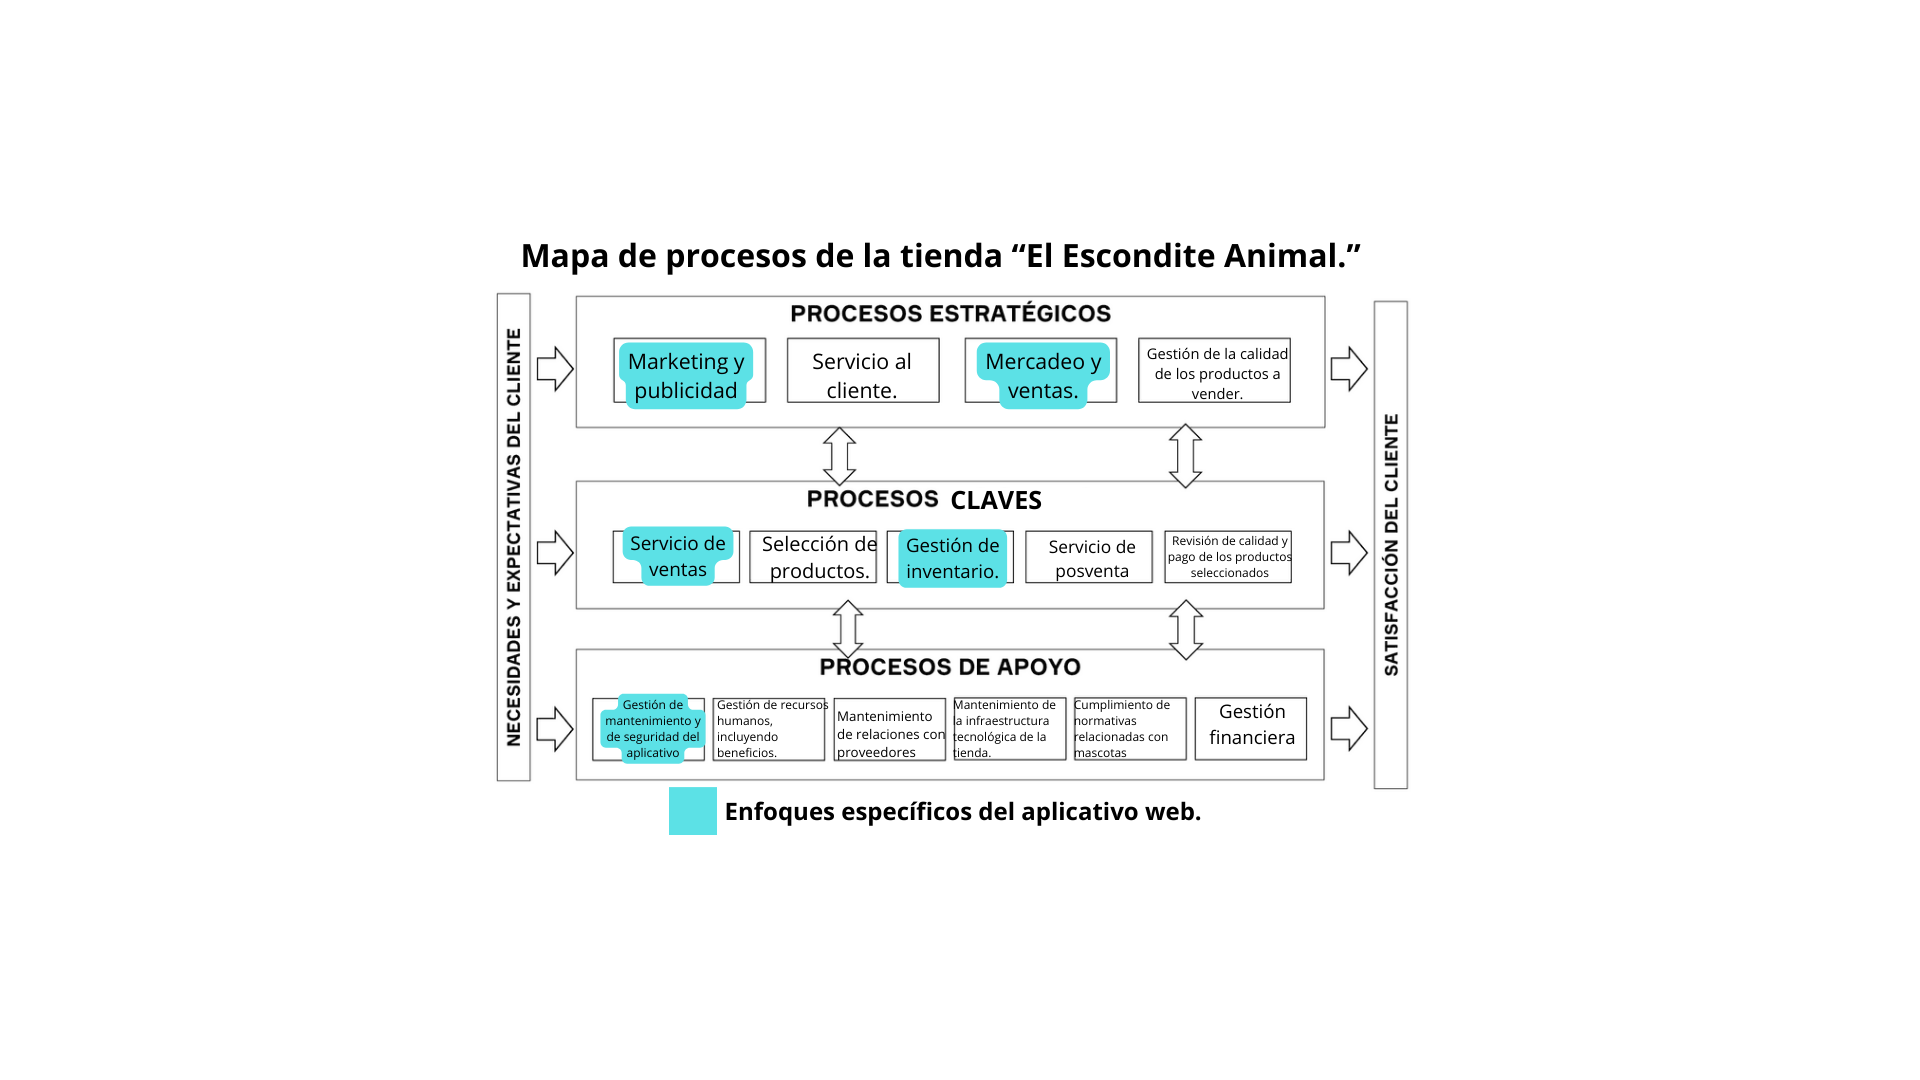 Mapa de procesos de la tienda “El Escondite Animal.”
NECESIDADES Y EXPECTATIVAS DEL CLIENTE
PROCESOS ESTRATÉGICOS
Marketing y
publicidad
Servicio al
cliente.
Mercadeo y
ventas.
Gestión de la calidad
de los productos a
vender.
PROCESOS CLAVES
Servicio de
ventas
Selección de
productos.
Gestión de
inventario.
Servicio de
posventa
Revisión de calidad y
pago de los productos
seleccionados
PROCESOS DE APOYO
Gestión de
mantenimiento y
de seguridad del
aplicativo
Gestión de recursos
humanos,
incluyendo
beneficios.
Mantenimiento
de relaciones con
proveedores
Mantenimiento de
la infraestructura
tecnológica de la
tienda.
Cumplimiento de
normativas
relacionadas con
mascotas
Gestión
financiera
SATISFACCIÓN DEL CLIENTE
Enfoques específicos del aplicativo web.